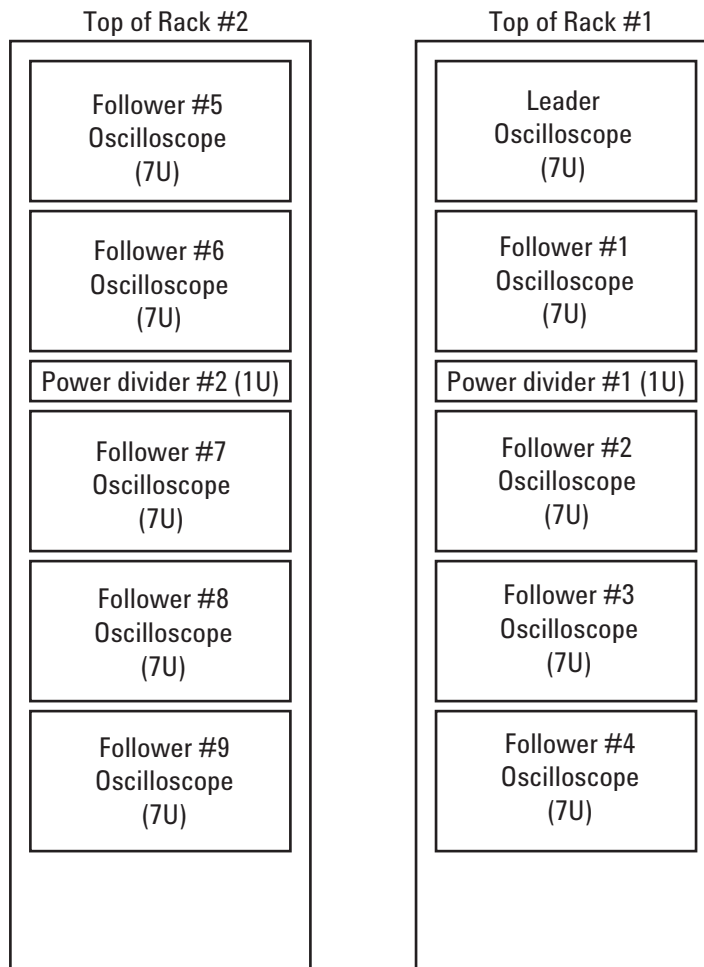 Top of Rack #2
Follower #5
Oscilloscope
(7U)
Follower #6
Oscilloscope
(7U)
Power divider #2 (1U)
Follower #7
Oscilloscope
(7U)
Follower #8
Oscilloscope
(7U)
Follower #9
Oscilloscope
(7U)
Top of Rack #1
Leader
Oscilloscope
(7U)
Follower #1
Oscilloscope
(7U)
Power divider #1 (1U)
Follower #2
Oscilloscope
(7U)
Follower #3
Oscilloscope
(7U)
Follower #4
Oscilloscope
(7U)